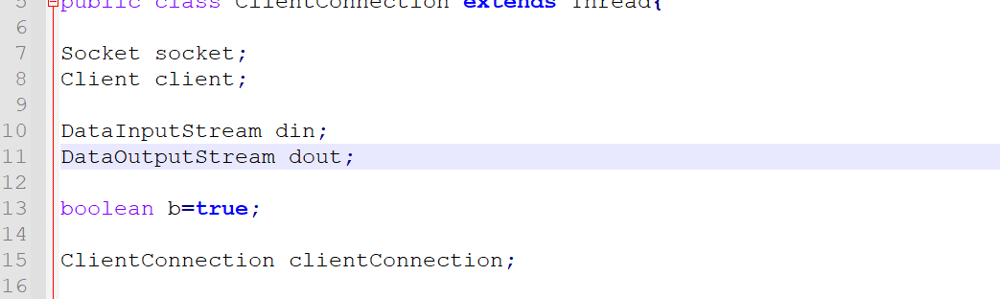 5 public class ClientConnection extends Thread{
6
7 Socket socket;
8 Client client;
9
10 DataInputStream din;
11 DataOutputStream dout;
12
13 boolean b=true;
14
15 ClientConnection clientConnection;
16